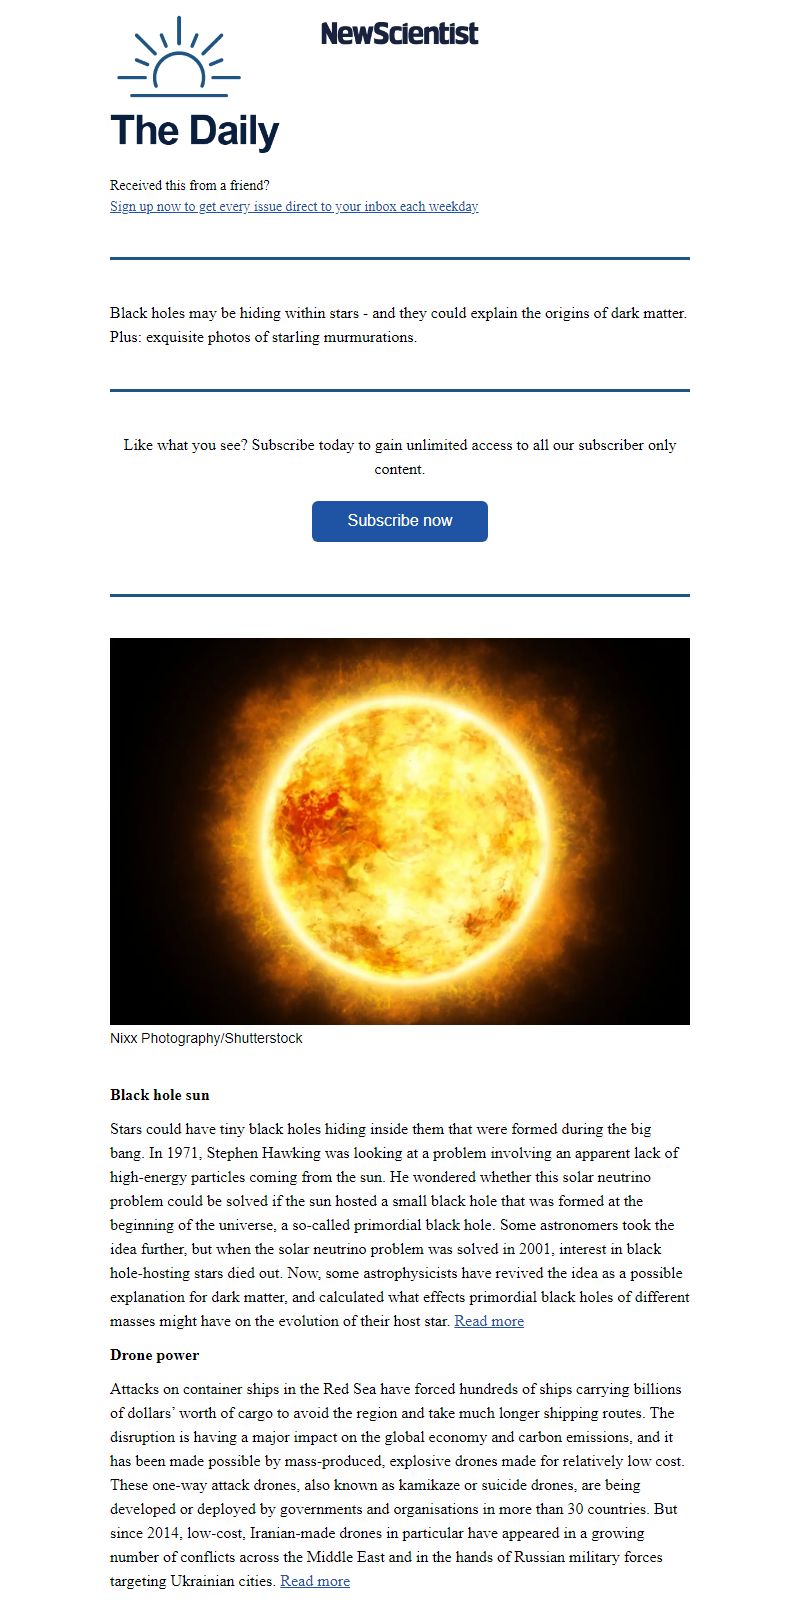 NewScientist
The Daily
Received this from a friend?
Sign up now to get every issue direct to your inbox each weekday
Black holes may be hiding within stars - and they could explain the origins of dark matter.
Plus: exquisite photos of starling murmurations.
Like what you see? Subscribe today to gain unlimited access to all our subscriber only
content.
Subscribe now
Nixx Photography/Shutterstock
Black hole sun
Stars could have tiny black holes hiding inside them that were formed during the big
bang. In 1971, Stephen Hawking was looking at a problem involving an apparent lack of
high-energy particles coming from the sun. He wondered whether this solar neutrino
problem could be solved if the sun hosted a small black hole that was formed at the
beginning of the universe, a so-called primordial black hole. Some astronomers took the
idea further, but when the solar neutrino problem was solved in 2001, interest in black
hole-hosting stars died out. Now, some astrophysicists have revived the idea as a possible
explanation for dark matter, and calculated what effects primordial black holes of different
masses might have on the evolution of their host star. Read more
Drone power
Attacks on container ships in the Red Sea have forced hundreds of ships carrying billions
of dollars’ worth of cargo to avoid the region and take much longer shipping routes. The
disruption is having a major impact on the global economy and carbon emissions, and it
has been made possible by mass-produced, explosive drones made for relatively low cost.
These one-way attack drones, also known as kamikaze or suicide drones, are being
developed or deployed by governments and organisations in more than 30 countries. But
since 2014, low-cost, Iranian-made drones in particular have appeared in a growing
number of conflicts across the Middle East and in the hands of Russian military forces
targeting Ukrainian cities. Read more